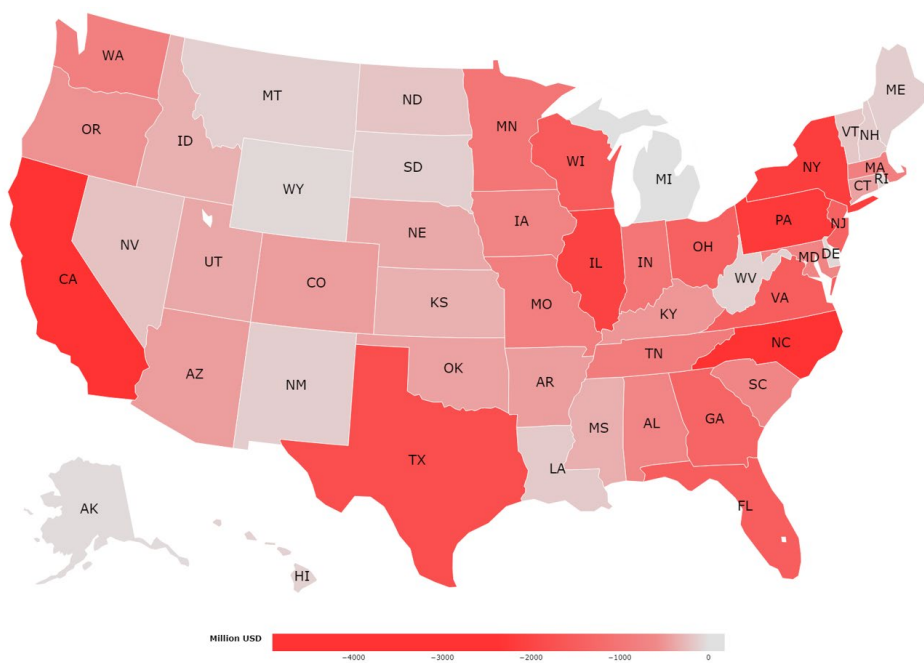 WA
MT
ND
MN
ME
VT
NH
OR
ID
SD
WI
NY
MA
MI
CT
RI
WY
IA
PA
NJ
NE
NV
OH
UT
IL
IN
MD
DE
CA
CO
WV
KS
MO
VA
KY
NC
TN
OK
AZ
AR
SC
NM
MS
AL
GA
TX
LA
FL
AK
HI
Million USD
−4000 −3000 −2000 −1000 0